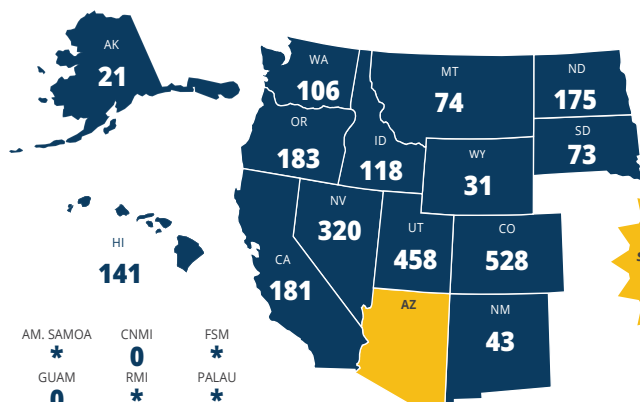 AK
21
WA
106
MT
74
ND
175
OR
183
ID
118
SD
73
WY
31
NV
320
UT
458
CO
528
HI
141
CA
181
AZ
NM
43
AM. SAMOA CNMI FSM
* 0 *
GUAM RMI PALAU
0 * *